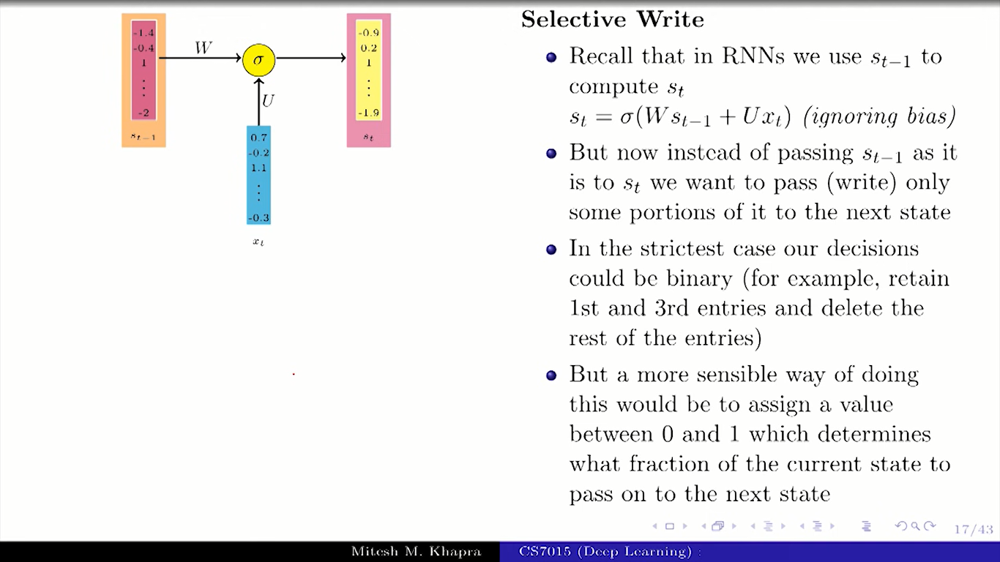 -1.4
-0.4
1
⋮
-2
s_{t−1}
W
σ
U
0.7
-0.2
1.1
⋮
-0.3
x_t
-0.9
0.2
1
⋮
-1.9
s_t
Selective Write
Recall that in RNNs we use s_{t−1} to
compute s_t
s_t = σ(Ws_{t−1} + Ux_t) (ignoring bias)
But now instead of passing s_{t−1} as it
is to s_t we want to pass (write) only
some portions of it to the next state
In the strictest case our decisions
could be binary (for example, retain
1st and 3rd entries and delete the
rest of the entries)
But a more sensible way of doing
this would be to assign a value
between 0 and 1 which determines
what fraction of the current state to
pass on to the next state
17/43
Mitesh M. Khapra
CS7015 (Deep Learning) :